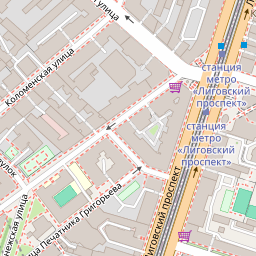 улица
Коломенская улица
станция
метро
«Лиговский
проспект»
станция
метро
«Лиговский
проспект»
улица Печатника Григорьева
Лиговский проспект